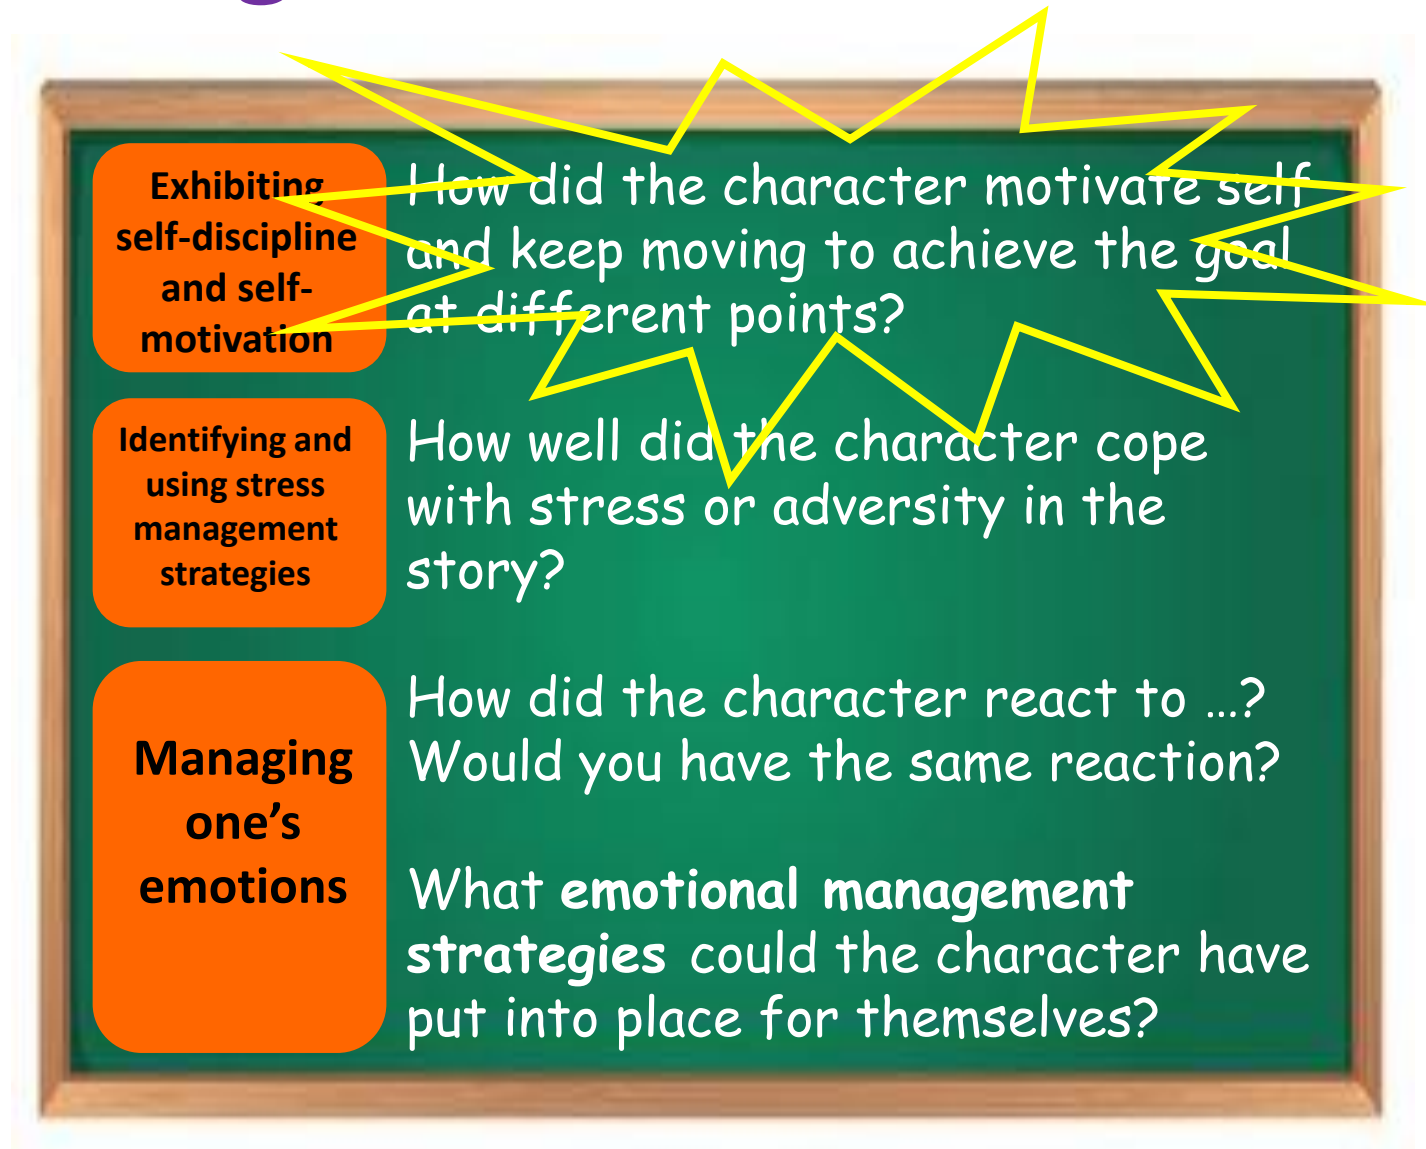 Exhibiting
self-discipline
and self-
motivation
How did the character motivate self
and keep moving to achieve the goal
at different points?
Identifying and
using stress
management
strategies
How well did the character cope
with stress or adversity in the
story?
Managing
one’s
emotions
How did the character react to …?
Would you have the same reaction?
What emotional management
strategies could the character have
put into place for themselves?